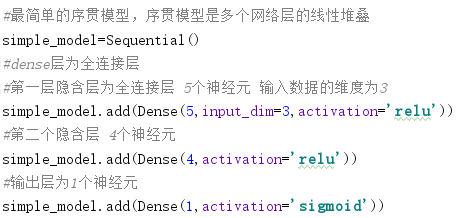 #最简单的序贯模型，序贯模型是多个网络层的线性堆叠
simple_model=Sequential()
#dense层为全连接层
#第一层隐含层为全连接层 5个神经元 输入数据的维度为3
simple_model.add(Dense(5,input_dim=3,activation='relu'))
#第二个隐含层 4个神经元
simple_model.add(Dense(4,activation='relu'))
#输出层为1个神经元
simple_model.add(Dense(1,activation='sigmoid'))